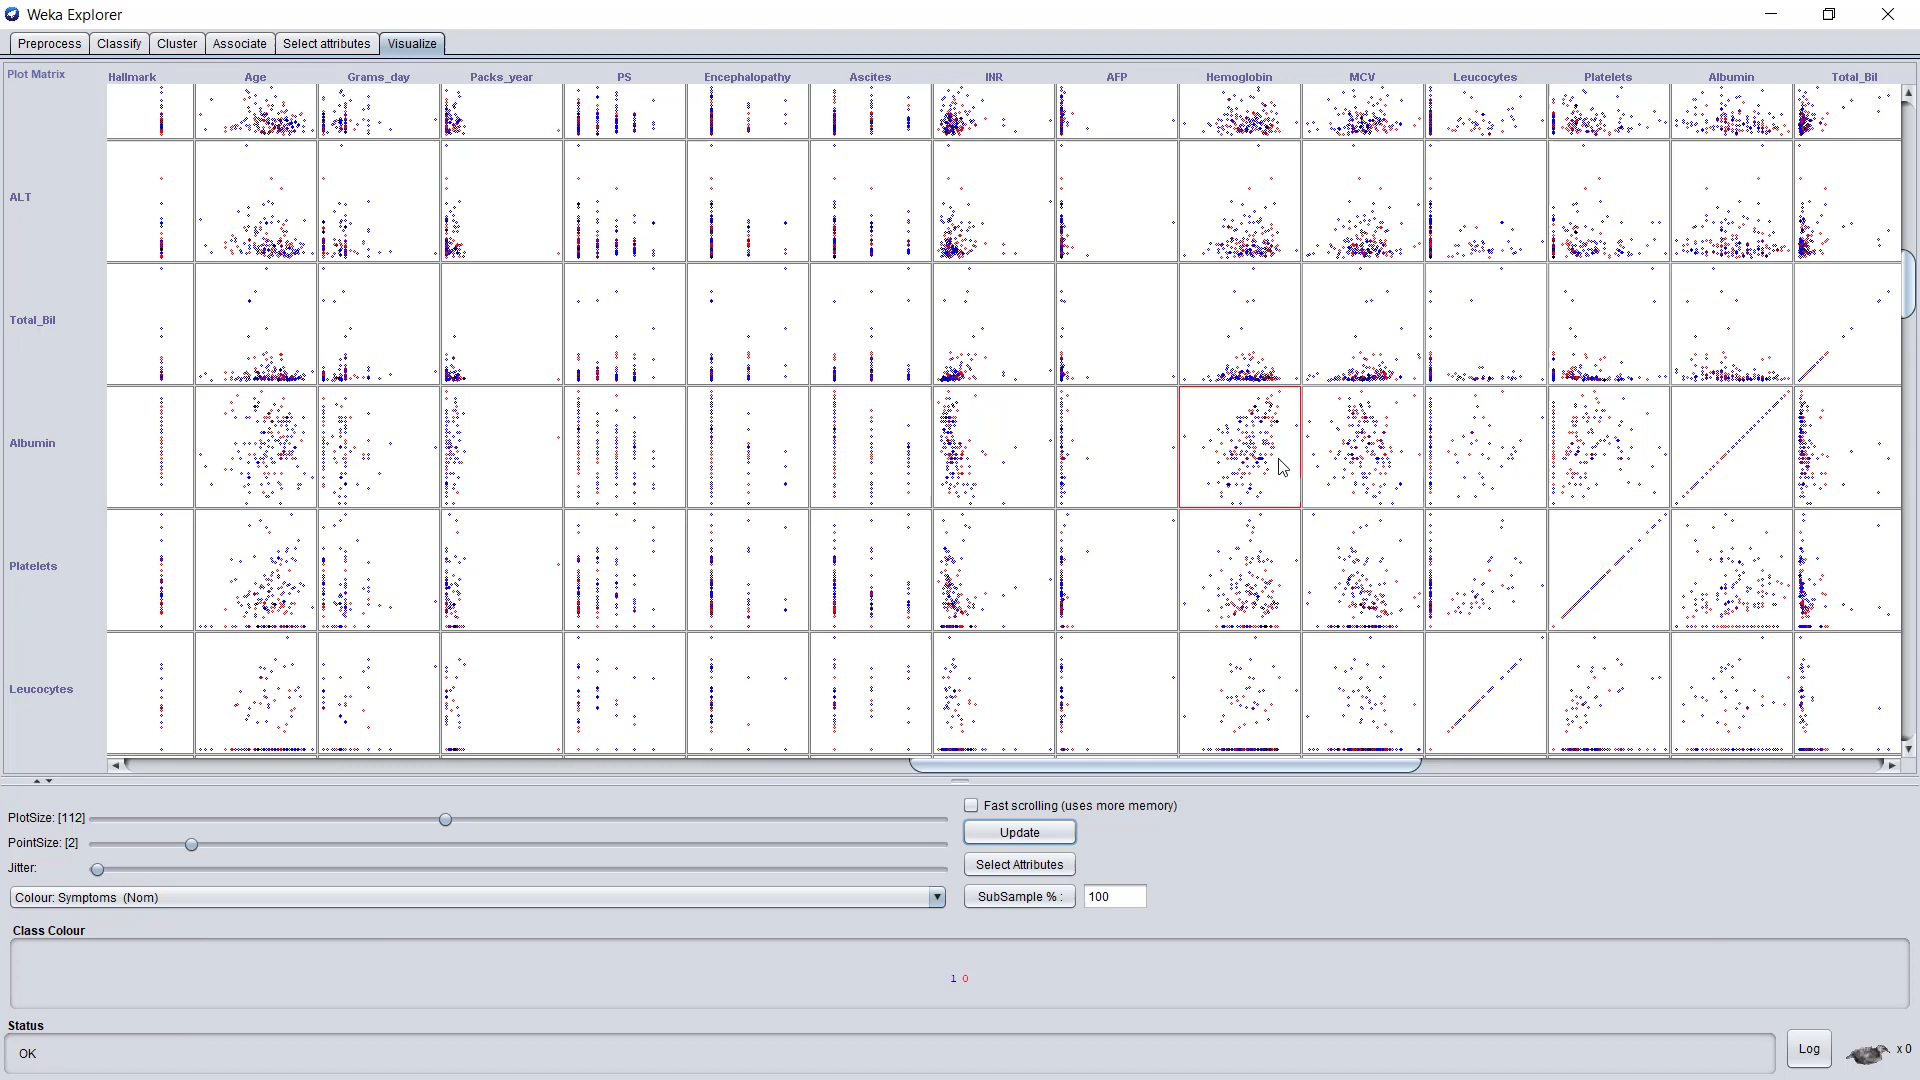 Weka Explorer
Preprocess Classify Cluster Associate Select attributes Visualize
Plot Matrix Hallmark Age Grams_day Packs_year PS Encephalopathy Ascites INR AFP Hemoglobin MCV Leucocytes Platelets Albumin Total_Bil
ALT
Total_Bil
Albumin
Platelets
Leucocytes
PlotSize: [112]
PointSize: [2]
Jitter:
Colour: Symptoms (Nom)
Fast scrolling (uses more memory)
Update
Select Attributes
SubSample % : 100
Class Colour
1 0
Status
OK
Log x 0